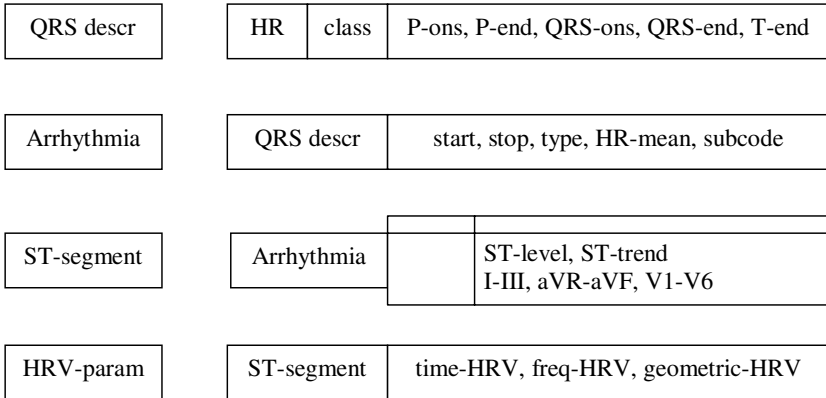 QRS descr HR class P-ons, P-end, QRS-ons, QRS-end, T-end
Arrhythmia QRS descr start, stop, type, HR-mean, subcode
ST-segment Arrhythmia ST-level, ST-trend
I-III, aVR-aVF, V1-V6
HRV-param ST-segment time-HRV, freq-HRV, geometric-HRV